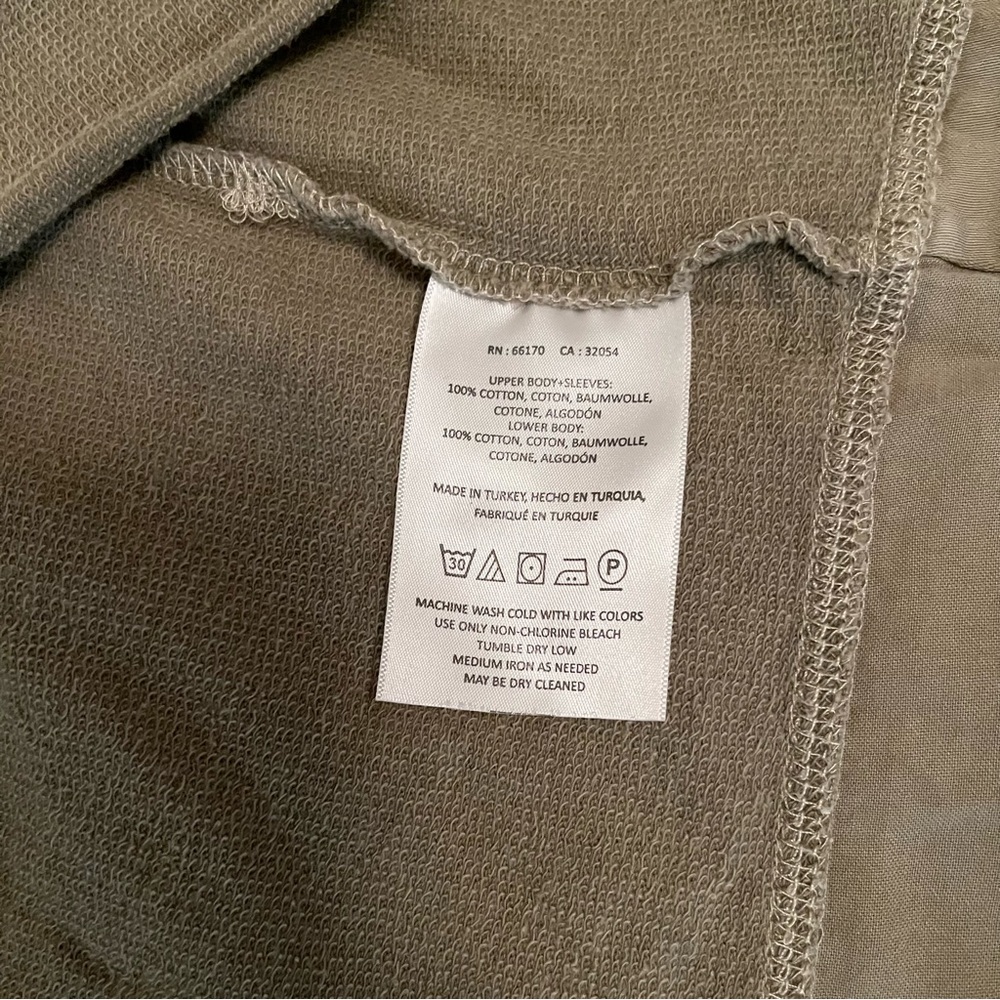 RN : 66170 CA : 32054
UPPER BODY+SLEEVES:
100% COTTON, COTON, BAUMWOLLE,
COTONE, ALGODÓN
LOWER BODY:
100% COTTON, COTON, BAUMWOLLE,
COTONE, ALGODÓN
MADE IN TURKEY, HECHO EN TURQUIA,
FABRIQUÉ EN TURQUIE
30 P
MACHINE WASH COLD WITH LIKE COLORS
USE ONLY NON-CHLORINE BLEACH
TUMBLE DRY LOW
MEDIUM IRON AS NEEDED
MAY BE DRY CLEANED